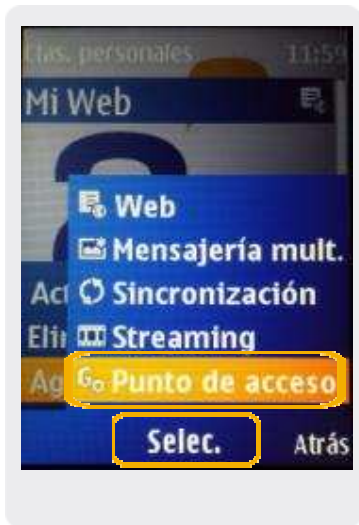 Ctas. personales 11:59
Mi Web
Web
Mensajería mult.
Sincronización
Streaming
Punto de acceso
Selec. Atrás